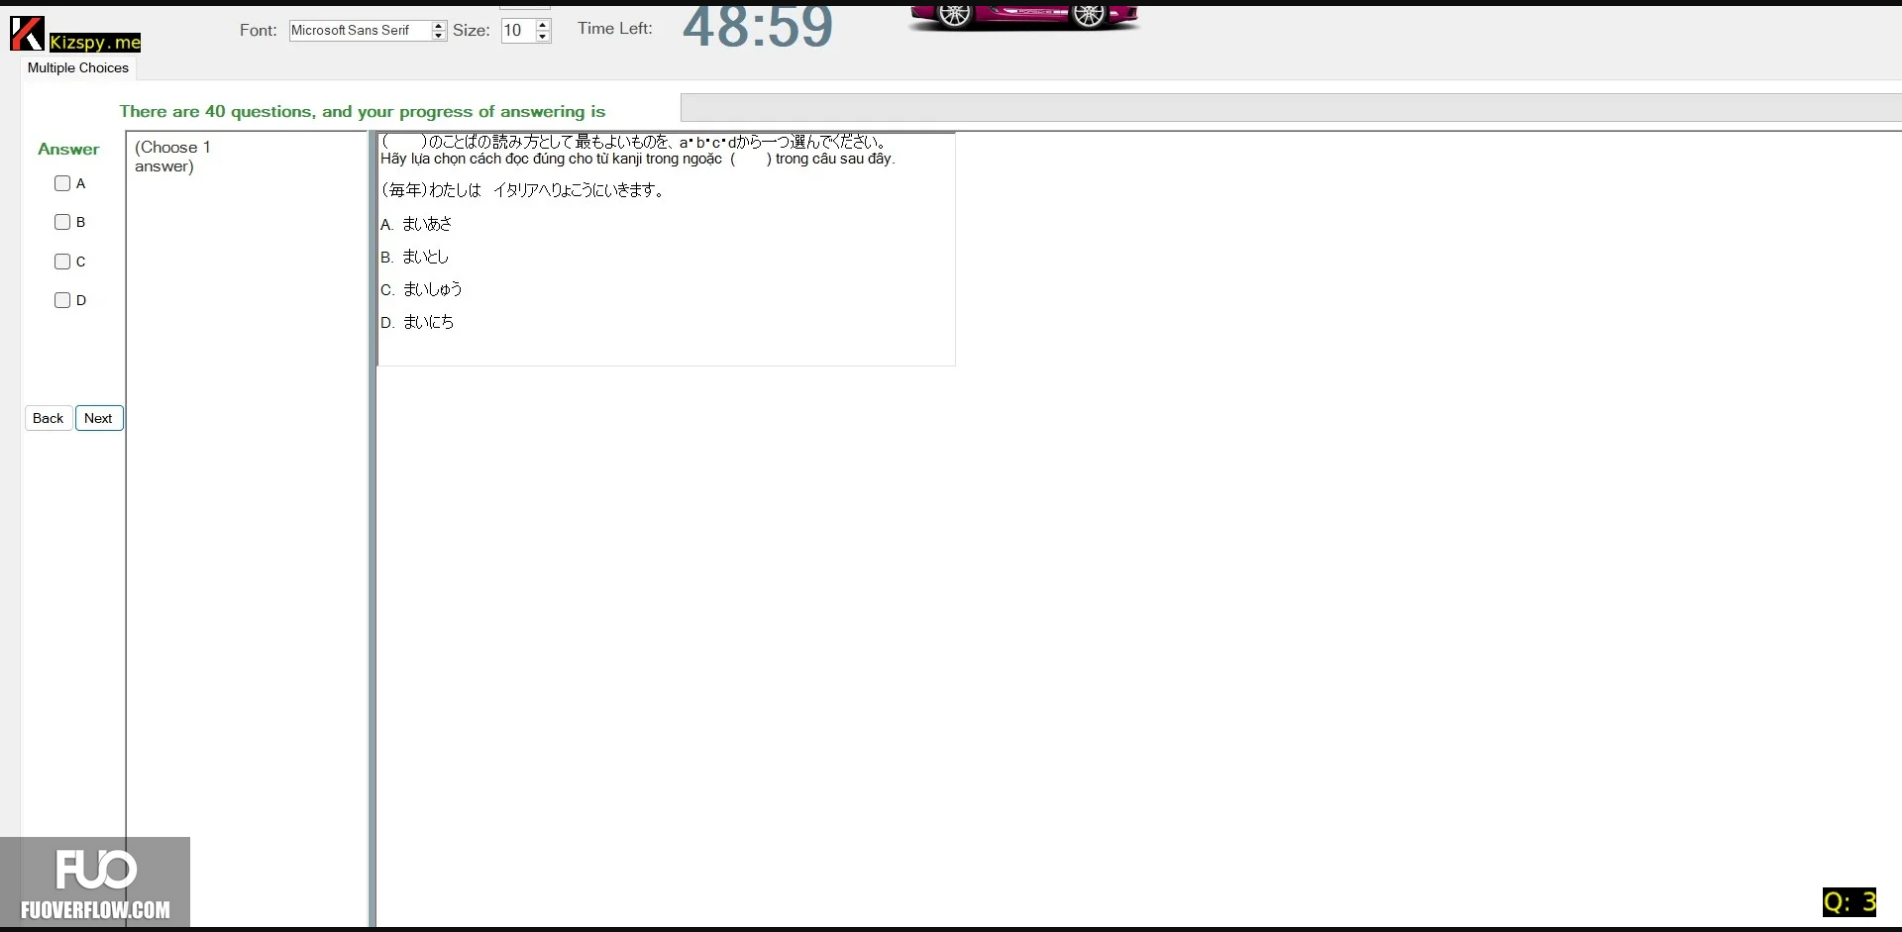 Kizspy.me
Font: Microsoft Sans Serif Size: 10 Time Left: 48:59
Multiple Choices
There are 40 questions, and your progress of answering is
Answer
A
B
C
D
Back Next
(Choose 1
answer)
(　　)のことばの読み方として最もよいものを、a･b･c･dから一つ選んでください。
Hãy lựa chọn cách đọc đúng cho từ kanji trong ngoặc (　　) trong câu sau đây.
(毎年)わたしは　イタリアへりょこうにいきます。
A. まいあさ
B. まいとし
C. まいしゅう
D. まいにち
FUO
FUOVERFLOW.COM
Q: 3